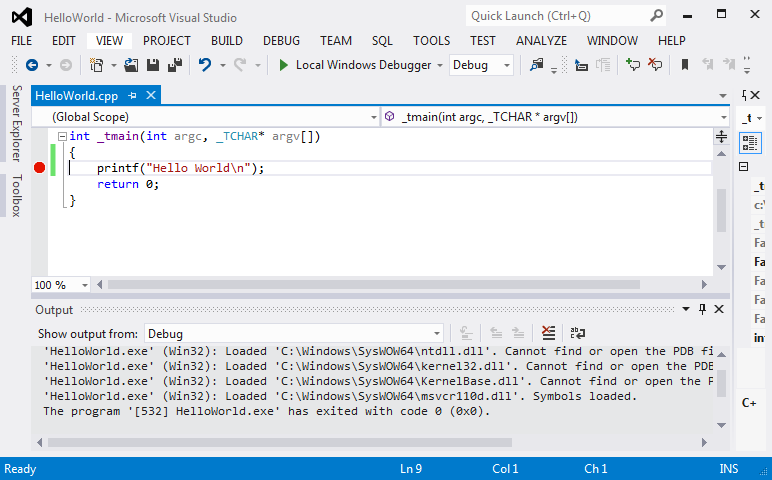 HelloWorld - Microsoft Visual Studio
Quick Launch (Ctrl+Q)
FILE EDIT VIEW PROJECT BUILD DEBUG TEAM SQL TOOLS TEST ANALYZE WINDOW HELP
Local Windows Debugger Debug
Server Explorer
Toolbox
HelloWorld.cpp
(Global Scope) _tmain(int argc, _TCHAR * argv[])
int _tmain(int argc, _TCHAR* argv[])
{
printf("Hello World\n");
return 0;
}
100 %
_t
_t
c:\
_t
Fa
Fa
Fa
Fa
in
C+
Output
Show output from: Debug
'HelloWorld.exe' (Win32): Loaded 'C:\Windows\SysWOW64\ntdll.dll'. Cannot find or open the PDB fi
'HelloWorld.exe' (Win32): Loaded 'C:\Windows\SysWOW64\kernel32.dll'. Cannot find or open the PDB
'HelloWorld.exe' (Win32): Loaded 'C:\Windows\SysWOW64\KernelBase.dll'. Cannot find or open the P
'HelloWorld.exe' (Win32): Loaded 'C:\Windows\SysWOW64\msvcr110d.dll'. Symbols loaded.
The program '[532] HelloWorld.exe' has exited with code 0 (0x0).
Ready Ln 9 Col 1 Ch 1 INS